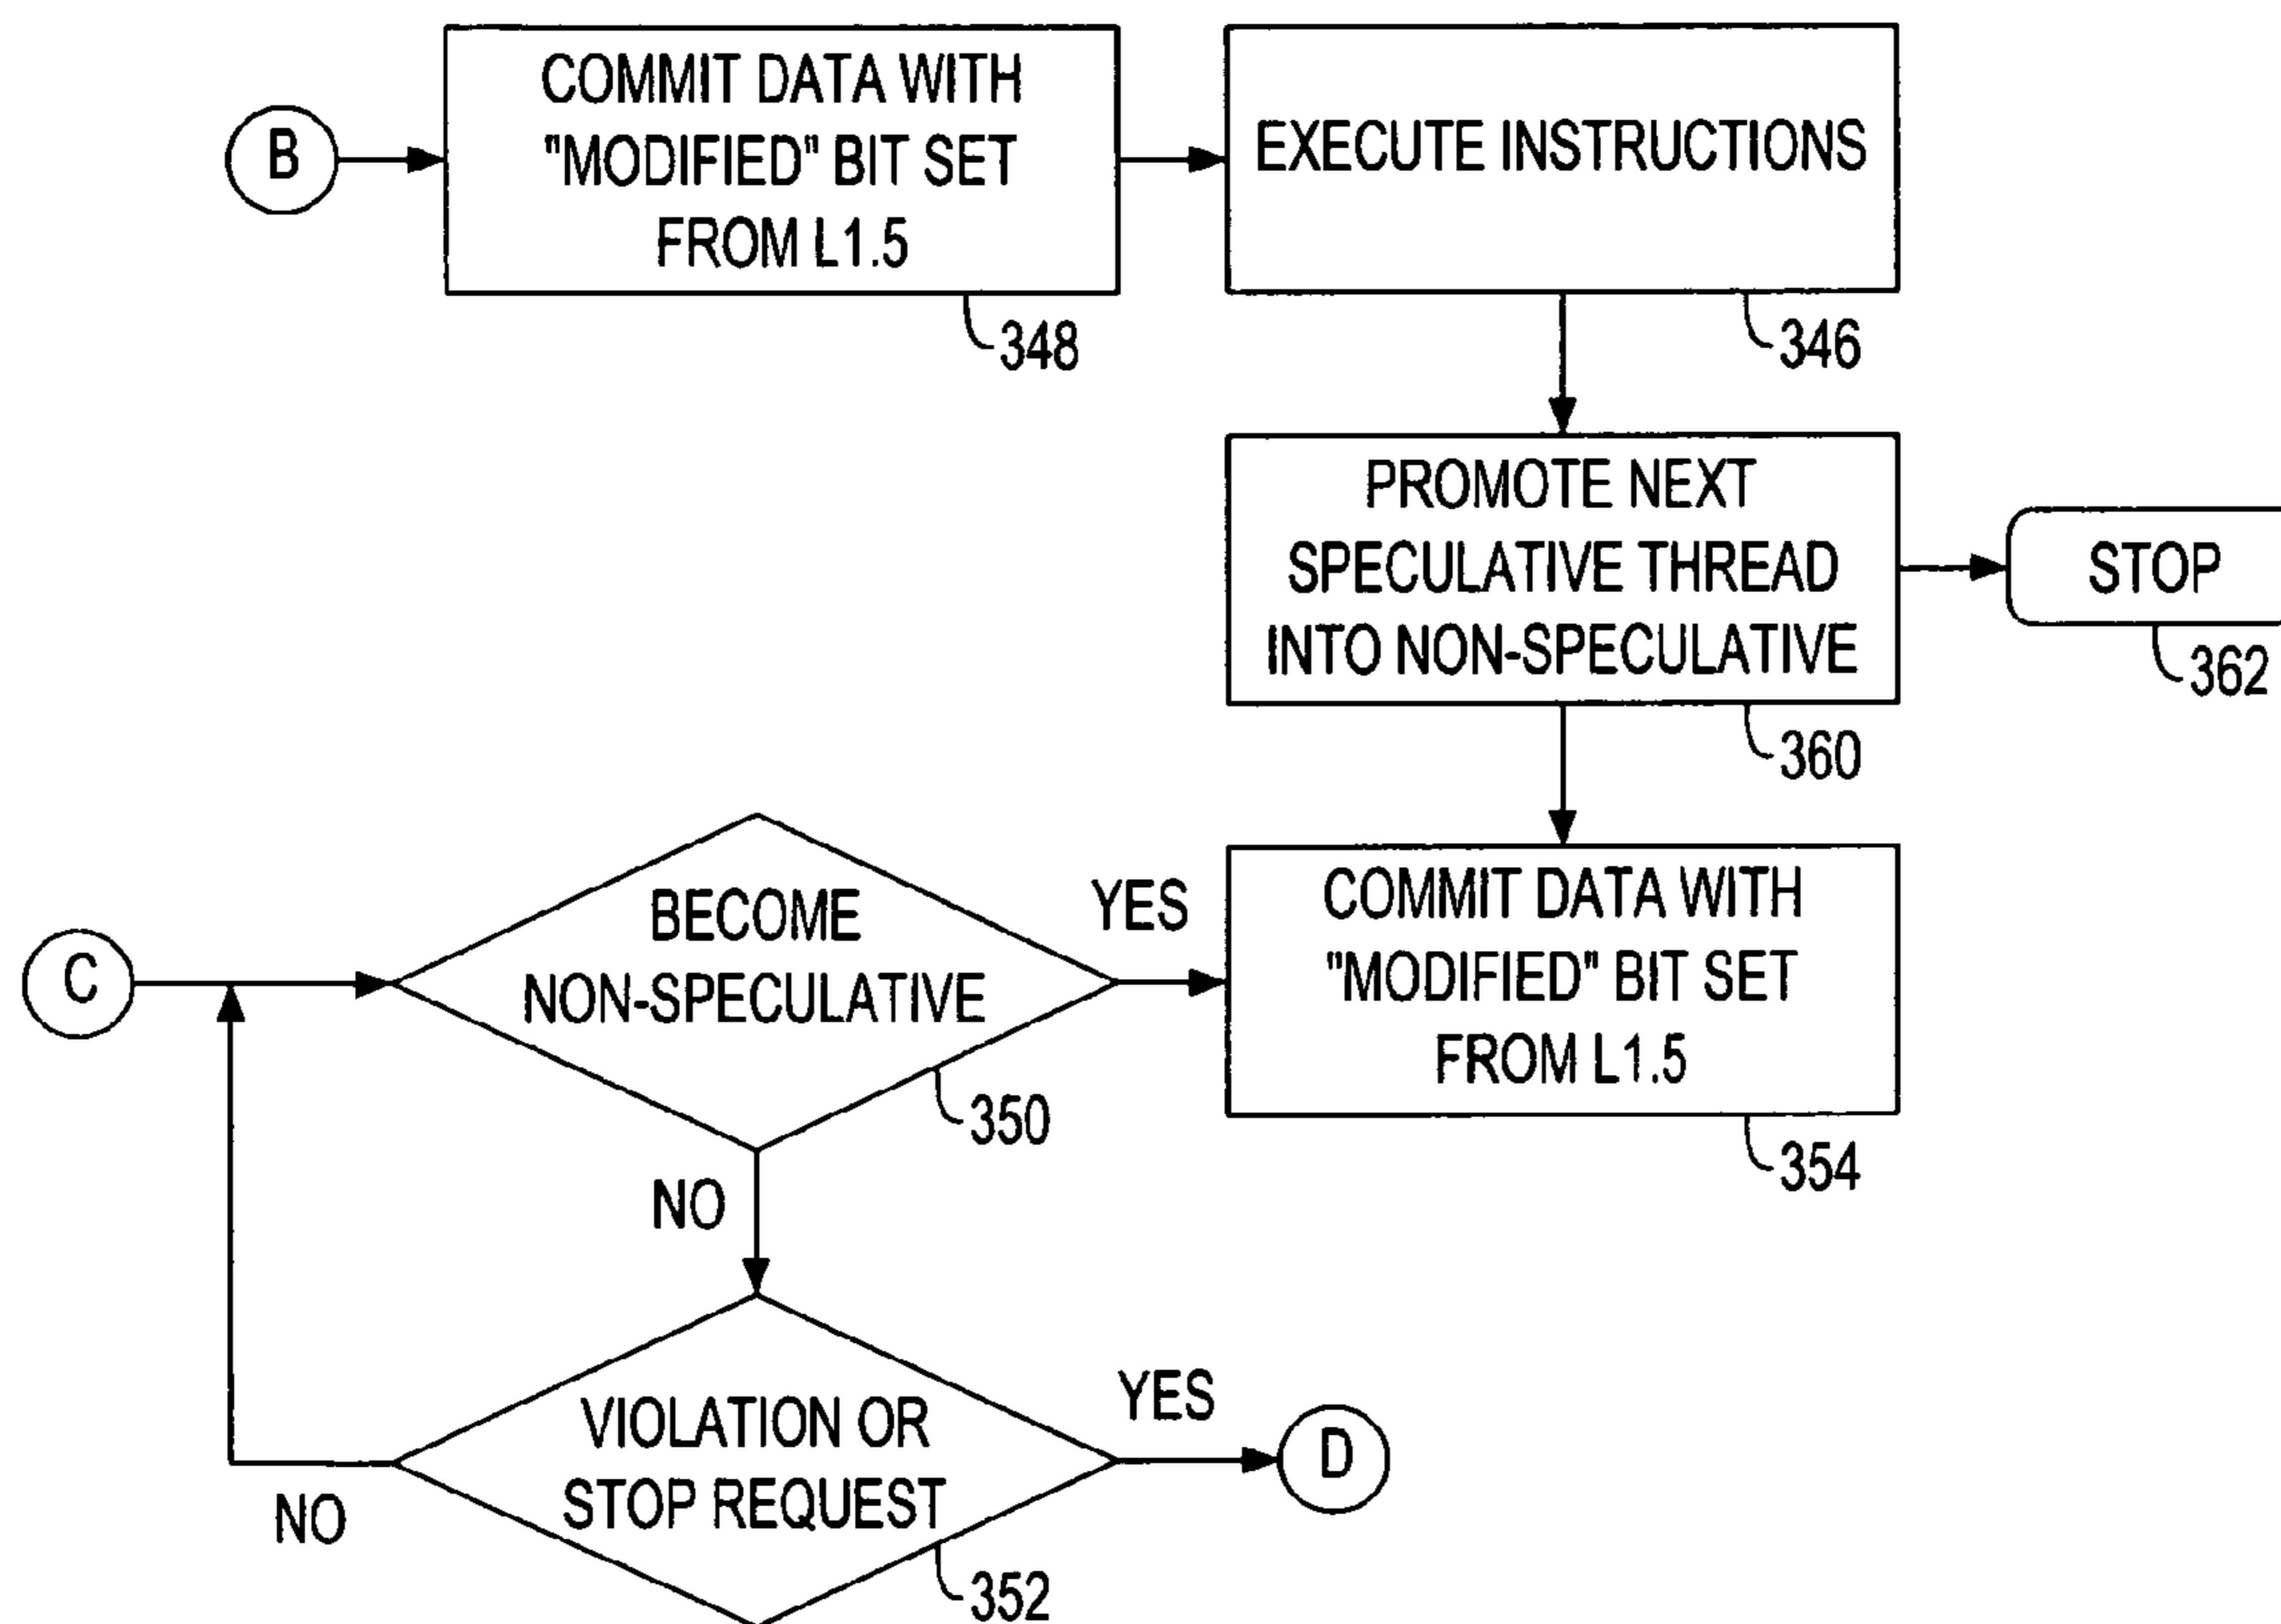 B
COMMIT DATA WITH
"MODIFIED" BIT SET
FROM L1.5
348
EXECUTE INSTRUCTIONS
346
PROMOTE NEXT
SPECULATIVE THREAD
INTO NON-SPECULATIVE
360
STOP
362
C
BECOME
NON-SPECULATIVE
350
YES
NO
COMMIT DATA WITH
"MODIFIED" BIT SET
FROM L1.5
354
VIOLATION OR
STOP REQUEST
352
YES
NO
D